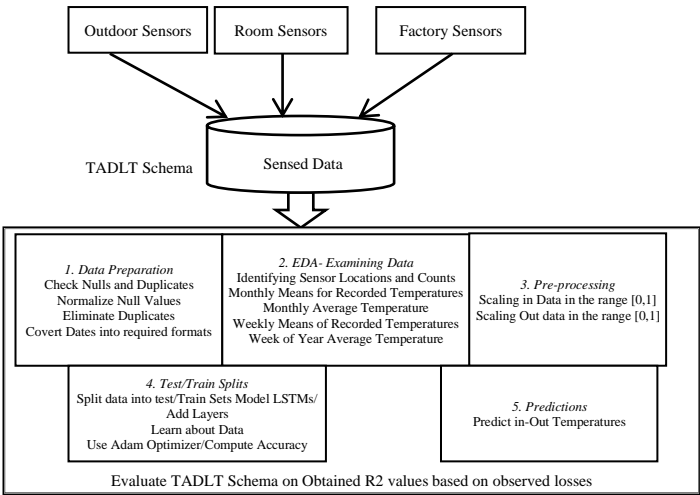 Outdoor Sensors
Room Sensors
Factory Sensors
TADLT Schema
Sensed Data
1. Data Preparation
Check Nulls and Duplicates
Normalize Null Values
Eliminate Duplicates
Covert Dates into required formats
2. EDA- Examining Data
Identifying Sensor Locations and Counts
Monthly Means for Recorded Temperatures
Monthly Average Temperature
Weekly Means of Recorded Temperatures
Week of Year Average Temperature
3. Pre-processing
Scaling in Data in the range [0,1]
Scaling Out data in the range [0,1]
4. Test/Train Splits
Split data into test/Train Sets Model LSTMs/
Add Layers
Learn about Data
Use Adam Optimizer/Compute Accuracy
5. Predictions
Predict in-Out Temperatures
Evaluate TADLT Schema on Obtained R2 values based on observed losses